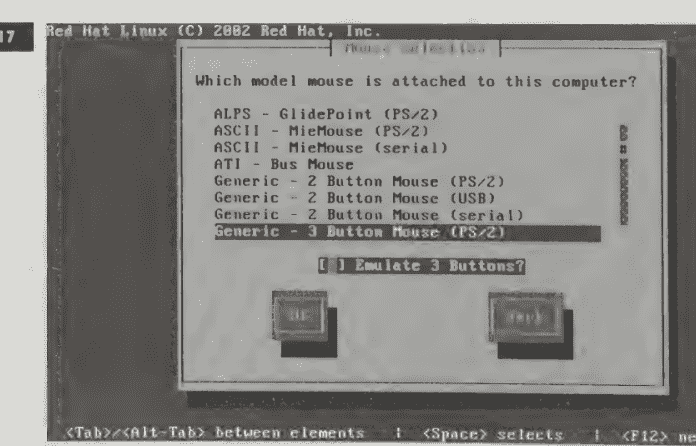 17
Red Hat Linux (C) 2002 Red Hat, Inc.
Mouse Selection
Which model mouse is attached to this computer?
ALPS - GlidePoint (PS/2)
ASCII - MieMouse (PS/2)
ASCII - MieMouse (serial)
ATI - Bus Mouse
Generic - 2 Button Mouse (PS/2)
Generic - 2 Button Mouse (USB)
Generic - 2 Button Mouse (serial)
Generic - 3 Button Mouse (PS/2)
[ ] Emulate 3 Buttons?
<Tab>/<Alt-Tab> between elements | <Space> selects | <F12>